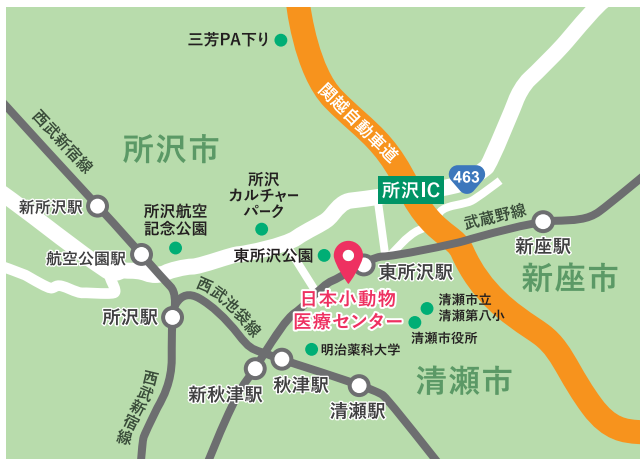 三芳PA下り
関越自動車道
西武新宿線
所沢市
所沢IC
463
所沢
カルチャー
パーク
新所沢駅
所沢航空
記念公園
武蔵野線
新座駅
東所沢公園
航空公園駅
東所沢駅
新座市
西武池袋線
日本小動物
医療センター
清瀬市立
清瀬第八小
所沢駅
清瀬市役所
明治薬科大学
西武新宿線
新秋津駅
秋津駅
清瀬市
清瀬駅